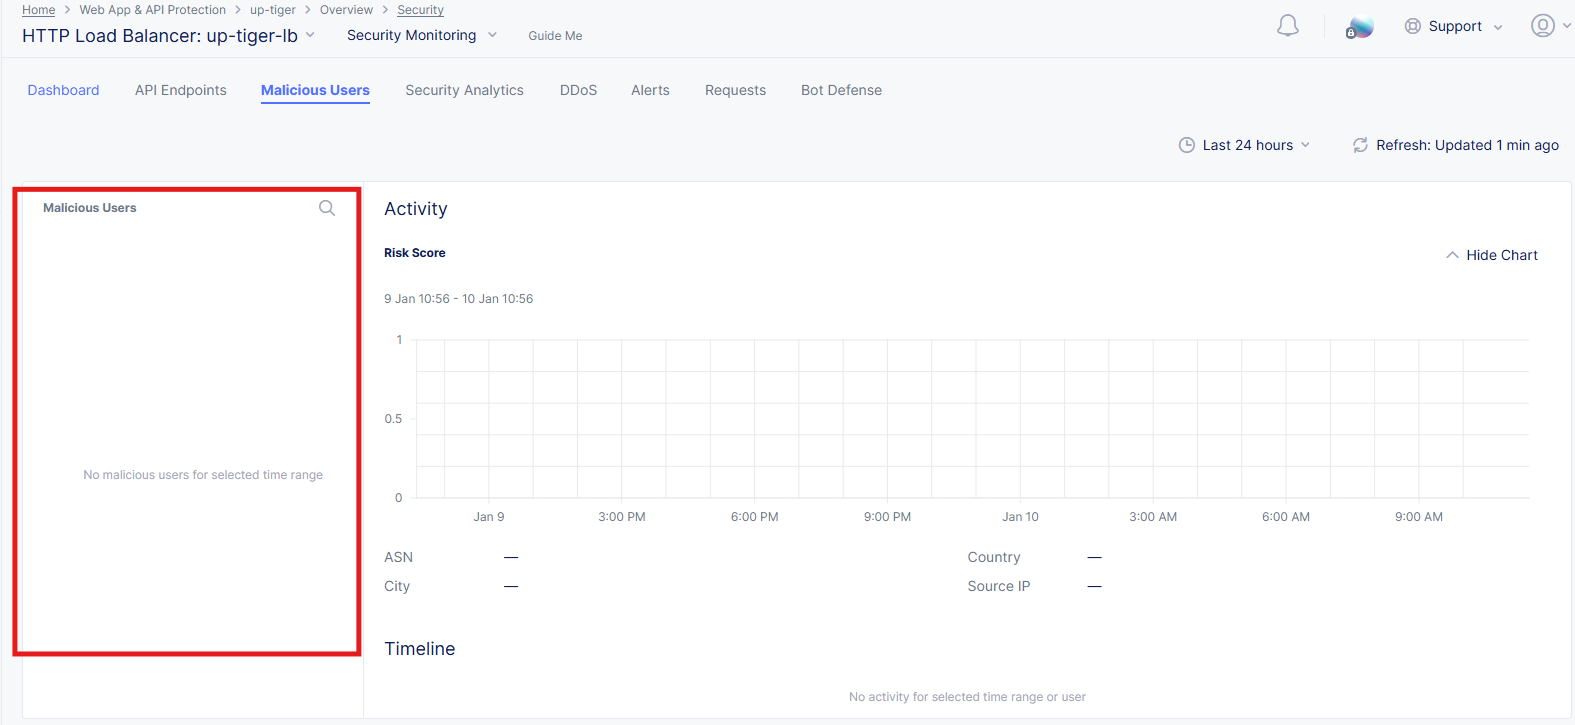 Home > Web App & API Protection > up-tiger > Overview > Security
HTTP Load Balancer: up-tiger-lb
Security Monitoring
Guide Me
Support
Dashboard
API Endpoints
Malicious Users
Security Analytics
DDoS
Alerts
Requests
Bot Defense
Last 24 hours
Refresh: Updated 1 min ago
Malicious Users
No malicious users for selected time range
Activity
Risk Score
Hide Chart
9 Jan 10:56 - 10 Jan 10:56
1
0.5
0
Jan 9
3:00 PM
6:00 PM
9:00 PM
Jan 10
3:00 AM
6:00 AM
9:00 AM
ASN —
Country —
City —
Source IP —
Timeline
No activity for selected time range or user